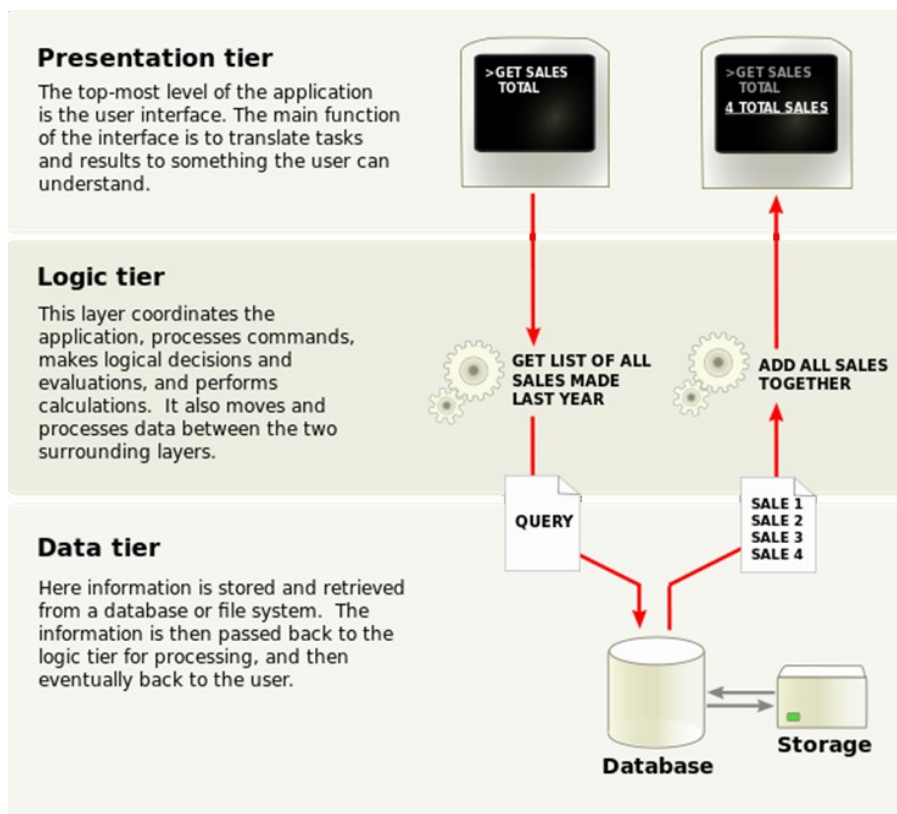 Presentation tier
The top-most level of the application
is the user interface. The main function
of the interface is to translate tasks
and results to something the user can
understand.
>GET SALES
TOTAL
>GET SALES
TOTAL
4 TOTAL SALES
Logic tier
This layer coordinates the
application, processes commands,
makes logical decisions and
evaluations, and performs
calculations.  It also moves and
processes data between the two
surrounding layers.
GET LIST OF ALL
SALES MADE
LAST YEAR
ADD ALL SALES
TOGETHER
QUERY
SALE 1
SALE 2
SALE 3
SALE 4
Data tier
Here information is stored and retrieved
from a database or file system.  The
information is then passed back to the
logic tier for processing, and then
eventually back to the user.
Database
Storage